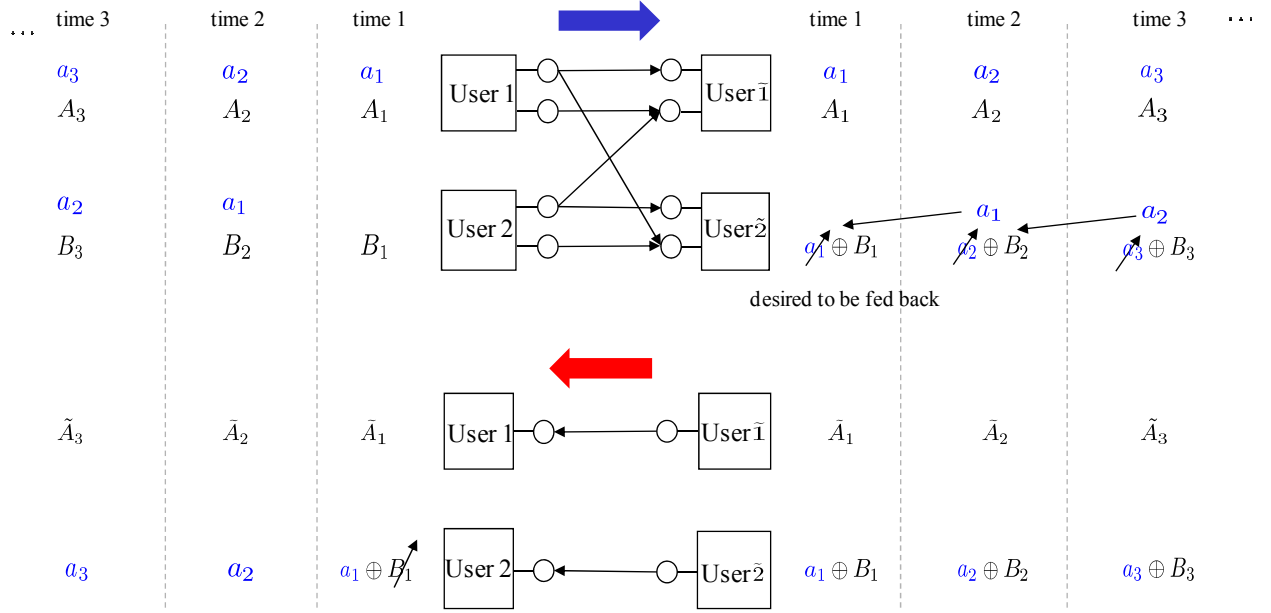 ... time 3 time 2 time 1 time 1 time 2 time 3 ...
a₃ a₂ a₁ User 1 User 1̃ a₁ a₂ a₃
A₃ A₂ A₁ A₁ A₂ A₃
a₂ a₁ User 2 User 2̃ a₁ a₂
B₃ B₂ B₁ a₁ ⊕ B₁ a₂ ⊕ B₂ a₃ ⊕ B₃
desired to be fed back
Ã₃ Ã₂ Ã₁ User 1 User 1̃ Ã₁ Ã₂ Ã₃
a₃ a₂ a₁ ⊕ B₁ User 2 User 2̃ a₁ ⊕ B₁ a₂ ⊕ B₂ a₃ ⊕ B₃